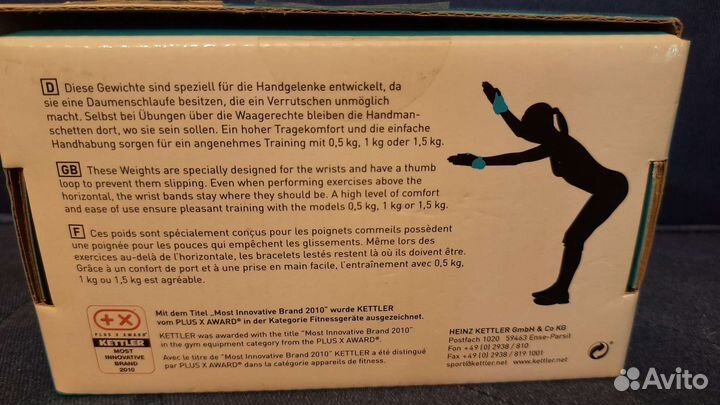 D Diese Gewichte sind speziell für die Handgelenke entwickelt, da
sie eine Daumenschlaufe besitzen, die ein Verrutschen unmöglich
macht. Selbst bei Übungen über die Waagerechte bleiben die Handman-
schetten dort, wo sie sein sollen. Ein hoher Tragekomfort und die einfache
Handhabung sorgen für ein angenehmes Training mit 0,5 kg, 1 kg oder 1,5 kg.
GB These Weights are specially designed for the wrists and have a thumb
loop to prevent them slipping. Even when performing exercises above the
horizontal, the wrist bands stay where they should be. A high level of comfort
and ease of use ensure pleasant training with the models 0,5 kg, 1 kg or 1,5 kg.
F Ces poids sont spécialement conçus pour les poignets comeills possèdent
une poignée pour les pouces qui empêchent les glissements. Même lors des
exercices au-delà de l'horizontale, les bracelets lestés restent là où ils doivent être.
Grâce à un confort de port et à une prise en main facile, l'entraînement avec 0,5 kg,
1 kg ou 1,5 kg est agréable.
+X
PLUS X AWARD
KETTLER
MOST
INNOVATIVE
BRAND
2010
Mit dem Titel „Most Innovative Brand 2010" wurde KETTLER
vom PLUS X AWARD® in der Kategorie Fitnessgeräte ausgezeichnet.
KETTLER was awarded with the title "Most Innovative Brand 2010"
in the gym equipment category from the PLUS X AWARD®.
Avec le titre de "Most Innovative Brand 2010" KETTLER a été distingué
par PLUS X AWARD® dans la catégorie appareils de fitness.
HEINZ KETTLER GmbH & Co KG
Postfach 1020 59463 Ense-Parsit
Fon +49 (0) 2938 / 810
Fax +49 (0) 2938 / 819 1001
sport@kettler.net www.kettler.net
Avito